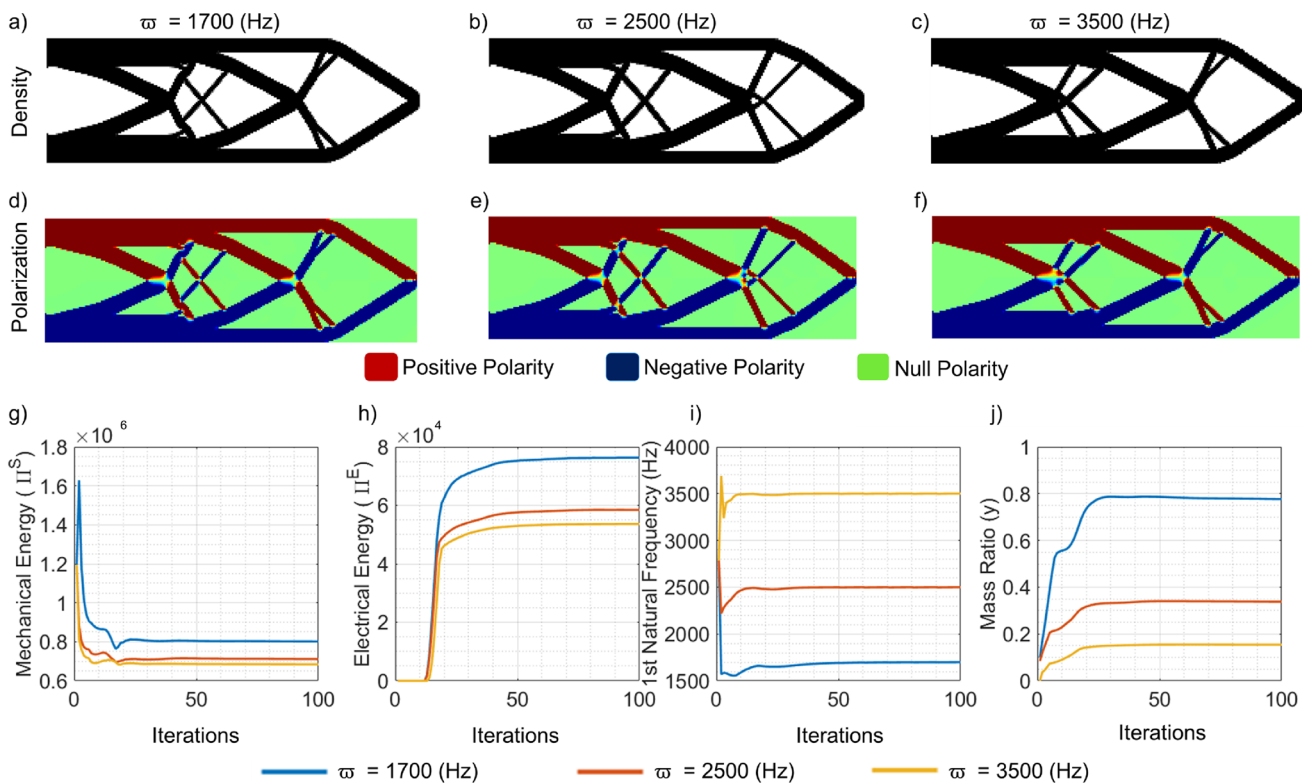 a) ϖ = 1700 (Hz) b) ϖ = 2500 (Hz) c) ϖ = 3500 (Hz)
Density
d) e) f)
Polarization
Positive Polarity Negative Polarity Null Polarity
g) h) i) j)
×10⁶
Mechanical Energy ( II^S)
1.8
1.6
1.4
1.2
1
0.8
0.6
0 50 100
Iterations
×10⁴
Electrical Energy ( II^E)
8
6
4
2
0
0 50 100
Iterations
1st Natural Frequency (Hz)
4000
3500
3000
2500
2000
1500
0 50 100
Iterations
Mass Ratio (y)
1
0.8
0.6
0.4
0.2
0
0 50 100
Iterations
ϖ = 1700 (Hz) ϖ = 2500 (Hz) ϖ = 3500 (Hz)